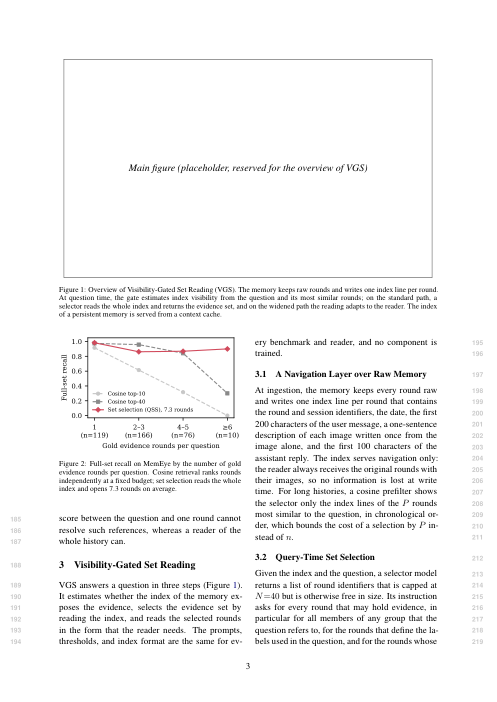 Main figure (placeholder, reserved for the overview of VGS)
Figure 1: Overview of Visibility-Gated Set Reading (VGS). The memory keeps raw rounds and writes one index line per round.
At question time, the gate estimates index visibility from the question and its most similar rounds; on the standard path, a
selector reads the whole index and returns the evidence set, and on the widened path the reading adapts to the reader. The index
of a persistent memory is served from a context cache.
Full-set recall
1.0
0.8
0.6
0.4
0.2
0.0
Cosine top-10
Cosine top-40
Set selection (QSS), 7.3 rounds
1 2–3 4–5 ≥6
(n=119) (n=166) (n=76) (n=10)
Gold evidence rounds per question
Figure 2: Full-set recall on MemEye by the number of gold
evidence rounds per question. Cosine retrieval ranks rounds
independently at a fixed budget; set selection reads the whole
index and opens 7.3 rounds on average.
185 score between the question and one round cannot
186 resolve such references, whereas a reader of the
187 whole history can.
188 3 Visibility-Gated Set Reading
189 VGS answers a question in three steps (Figure 1).
190 It estimates whether the index of the memory ex-
191 poses the evidence, selects the evidence set by
192 reading the index, and reads the selected rounds
193 in the form that the reader needs. The prompts,
194 thresholds, and index format are the same for ev-
ery benchmark and reader, and no component is 195
trained. 196
3.1 A Navigation Layer over Raw Memory 197
At ingestion, the memory keeps every round raw 198
and writes one index line per round that contains 199
the round and session identifiers, the date, the first 200
200 characters of the user message, a one-sentence 201
description of each image written once from the 202
image alone, and the first 100 characters of the 203
assistant reply. The index serves navigation only: 204
the reader always receives the original rounds with 205
their images, so no information is lost at write 206
time. For long histories, a cosine prefilter shows 207
the selector only the index lines of the P rounds 208
most similar to the question, in chronological or- 209
der, which bounds the cost of a selection by P in- 210
stead of n. 211
3.2 Query-Time Set Selection 212
Given the index and the question, a selector model 213
returns a list of round identifiers that is capped at 214
N=40 but is otherwise free in size. Its instruction 215
asks for every round that may hold evidence, in 216
particular for all members of any group that the 217
question refers to, for the rounds that define the la- 218
bels used in the question, and for the rounds whose 219
3